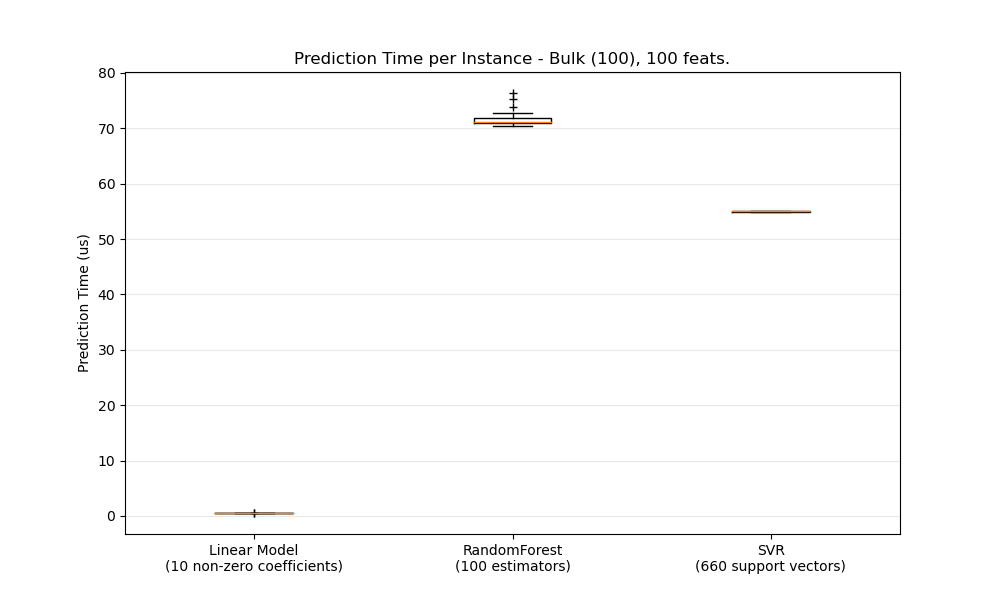 Prediction Time per Instance - Bulk (100), 100 feats.
Prediction Time (us)
80
70
60
50
40
30
20
10
0
Linear Model
(10 non-zero coefficients)
RandomForest
(100 estimators)
SVR
(660 support vectors)